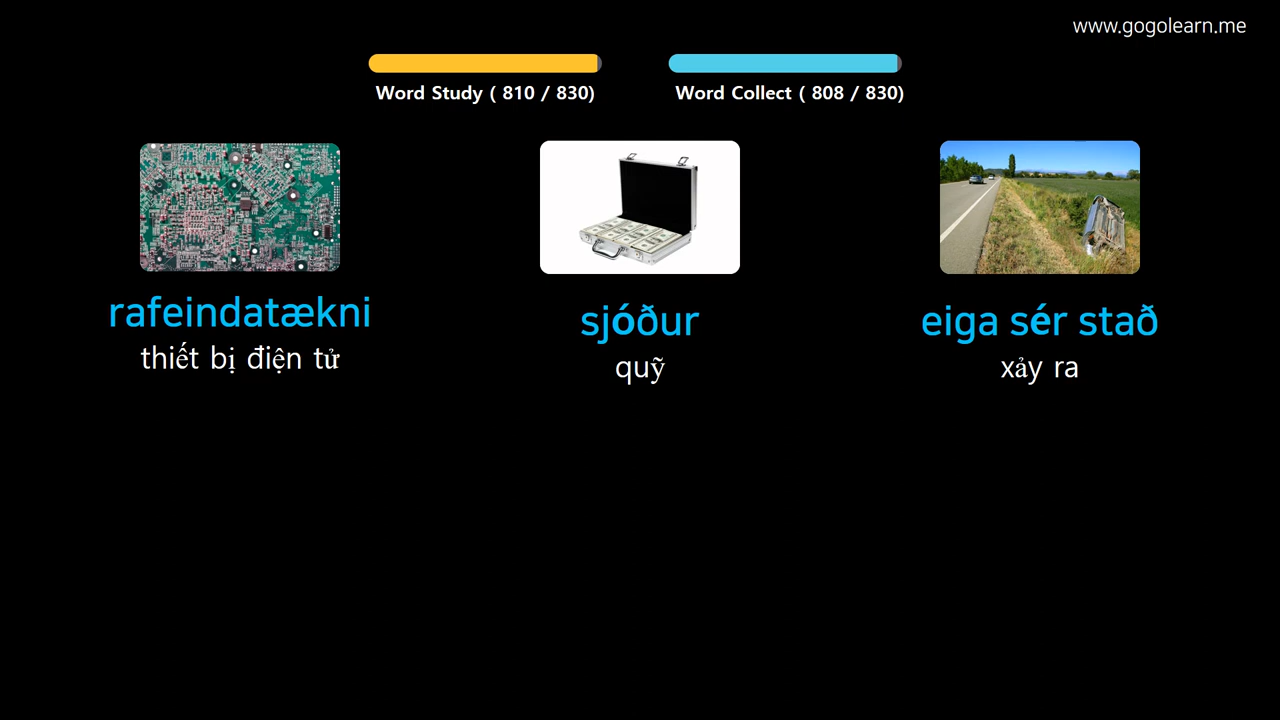 www.gogolearn.me
Word Study ( 810 / 830)
Word Collect ( 808 / 830)
rafeindatækni
thiết bị điện tử
sjóður
quỹ
eiga sér stað
xảy ra